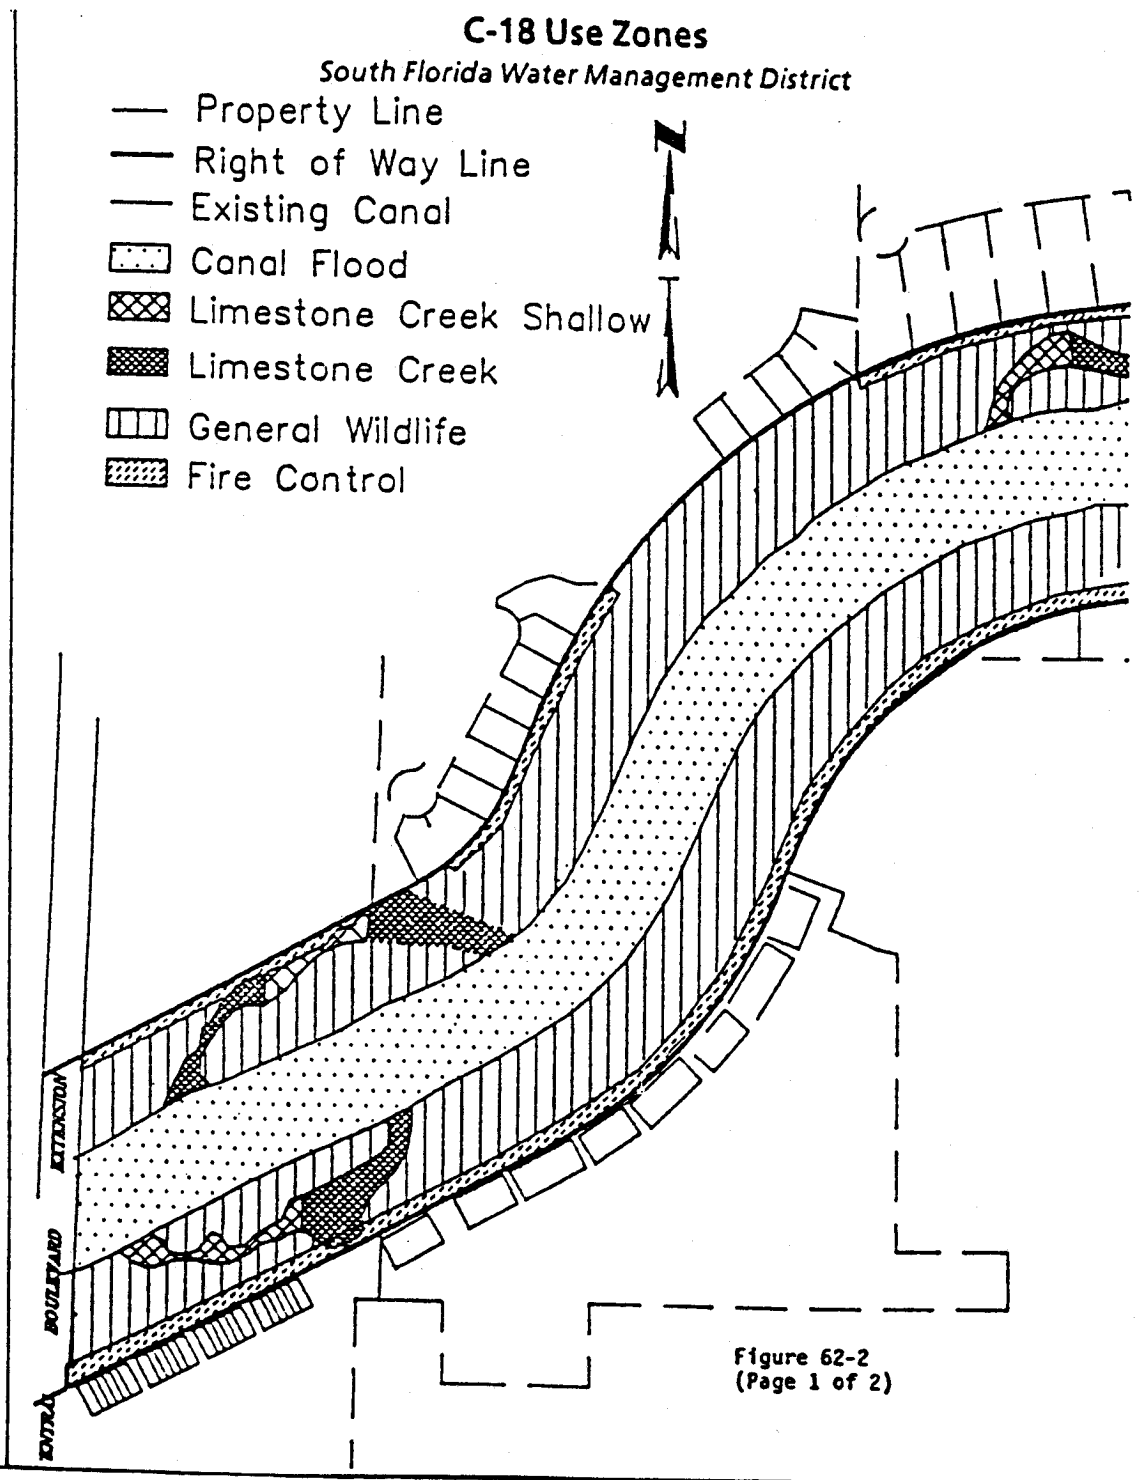 C-18 Use Zones
South Florida Water Management District
Property Line
Right of Way Line
Existing Canal
Canal Flood
Limestone Creek Shallow
Limestone Creek
General Wildlife
Fire Control
N
EXTENSTON
BOULEVARD
Figure 62-2
(Page 1 of 2)